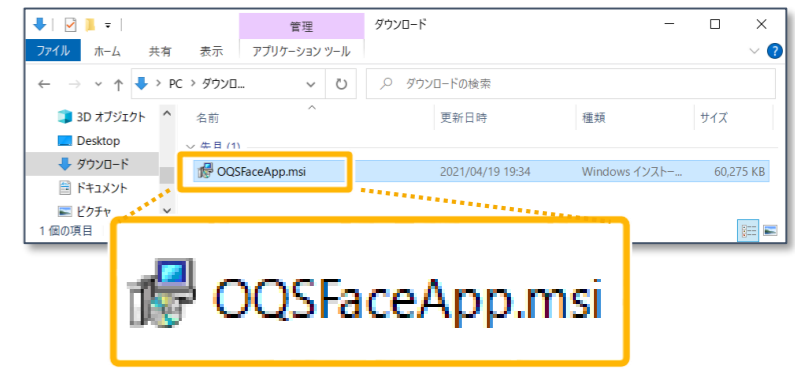 管理
ダウンロード
ファイル ホーム 共有 表示 アプリケーション ツール
PC ダウンロ... ダウンロードの検索
3D オブジェクト
Desktop
ダウンロード
ドキュメント
ピクチャ
名前 更新日時 種類 サイズ
先月 (1)
OQSFaceApp.msi 2021/04/19 19:34 Windows インストー... 60,275 KB
1 個の項目
OQSFaceApp.msi